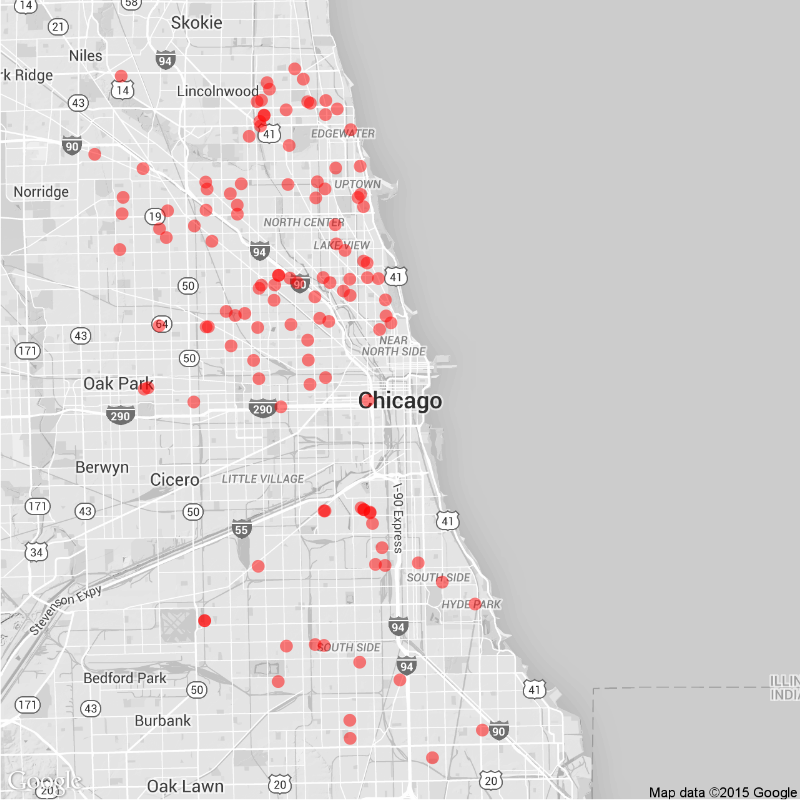 14
58
21
Skokie
Niles
94
rk Ridge
14
Lincolnwood
43
41
EDGEWATER
90
Norridge
UPTOWN
19
NORTH CENTER
94
LAKE VIEW
50
90
41
64
43
NEAR
NORTH SIDE
171
50
Oak Park
Chicago
290
290
Berwyn
Cicero
LITTLE VILLAGE
171
43
50
I-90 Express
41
55
34
SOUTH SIDE
Stevenson Expy
HYDE PARK
94
SOUTH SIDE
94
Bedford Park
50
41
ILLIN
INDIA
171
43
Burbank
90
Google
20
Oak Lawn
20
20
Map data ©2015 Google